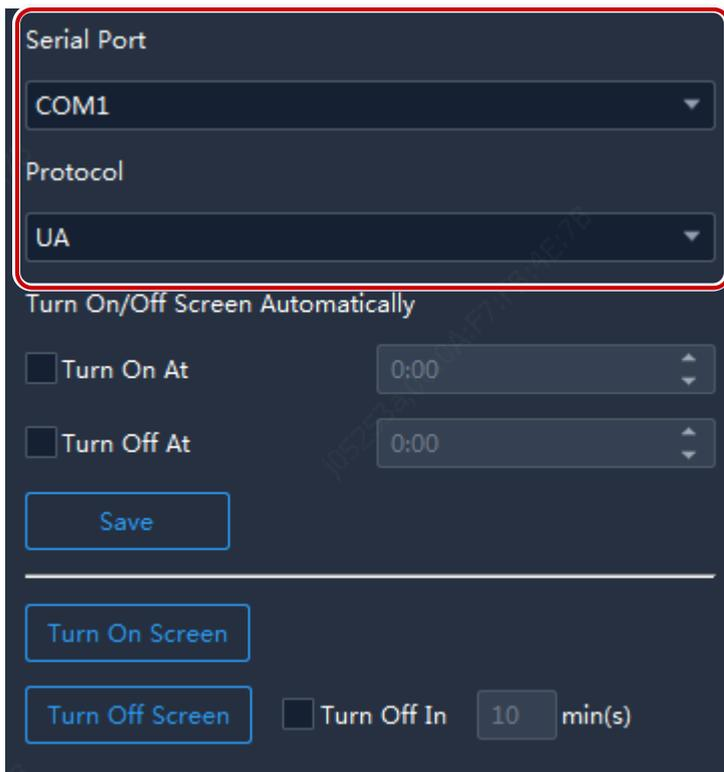 Serial Port
COM1
Protocol
UA
Turn On/Off Screen Automatically
Turn On At 0:00
Turn Off At 0:00
Save
Turn On Screen
Turn Off Screen Turn Off In 10 min(s)